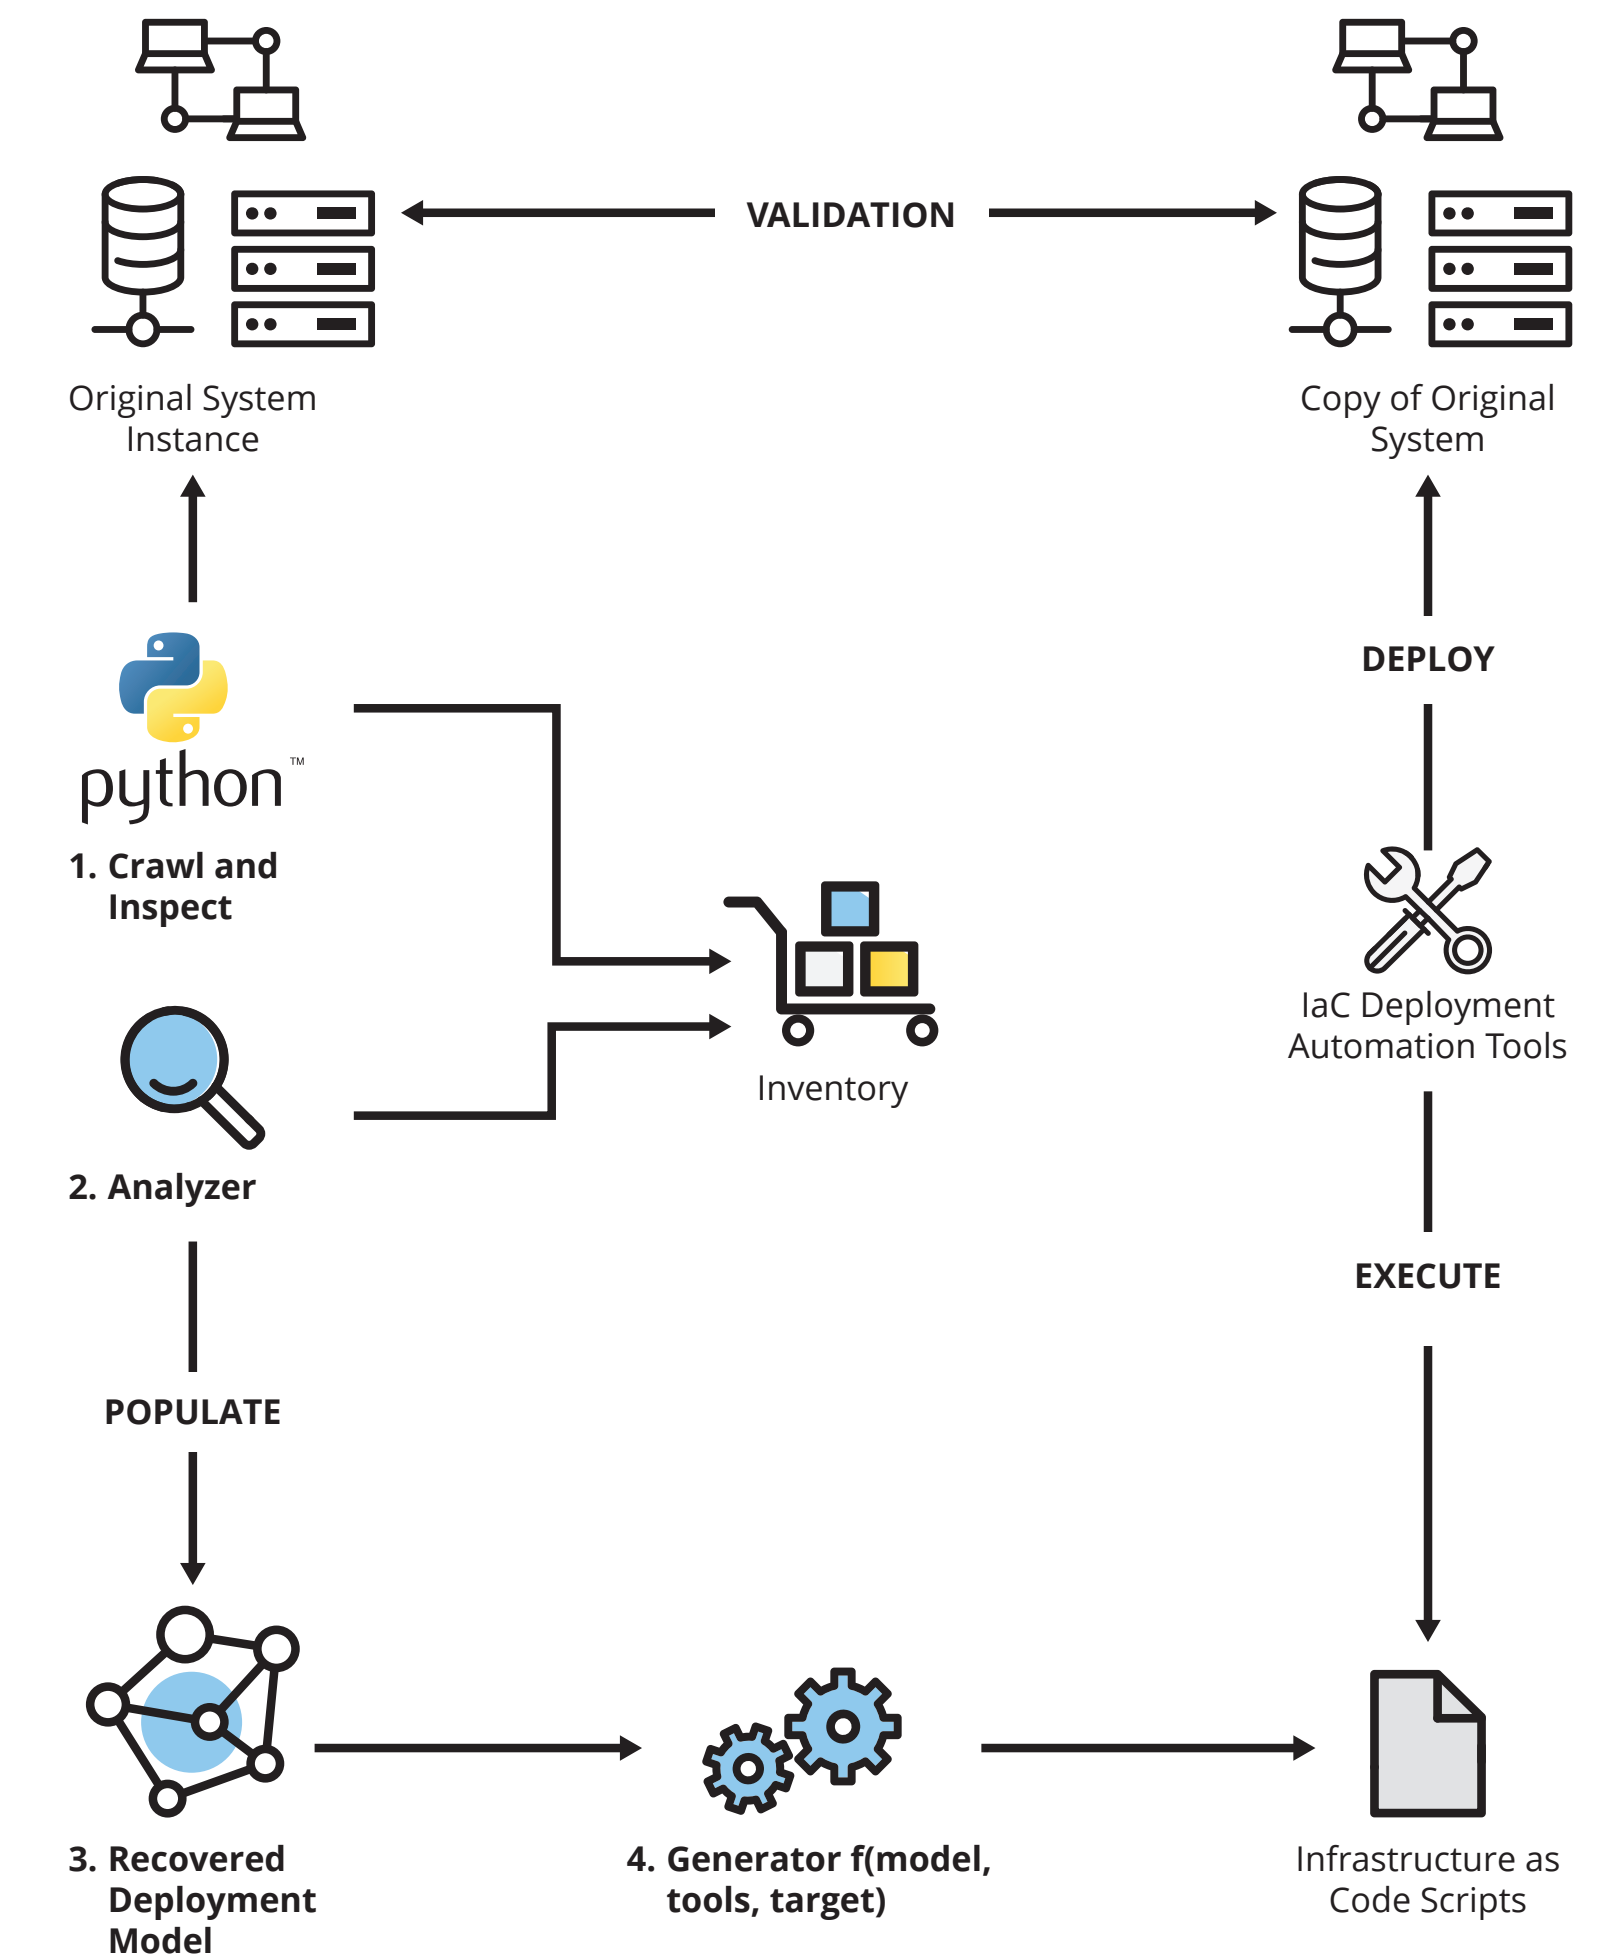 VALIDATION
Original System
Instance
Copy of Original
System
DEPLOY
python™
1. Crawl and
Inspect
IaC Deployment
Automation Tools
Inventory
2. Analyzer
EXECUTE
POPULATE
3. Recovered
Deployment
Model
4. Generator f(model,
tools, target)
Infrastructure as
Code Scripts